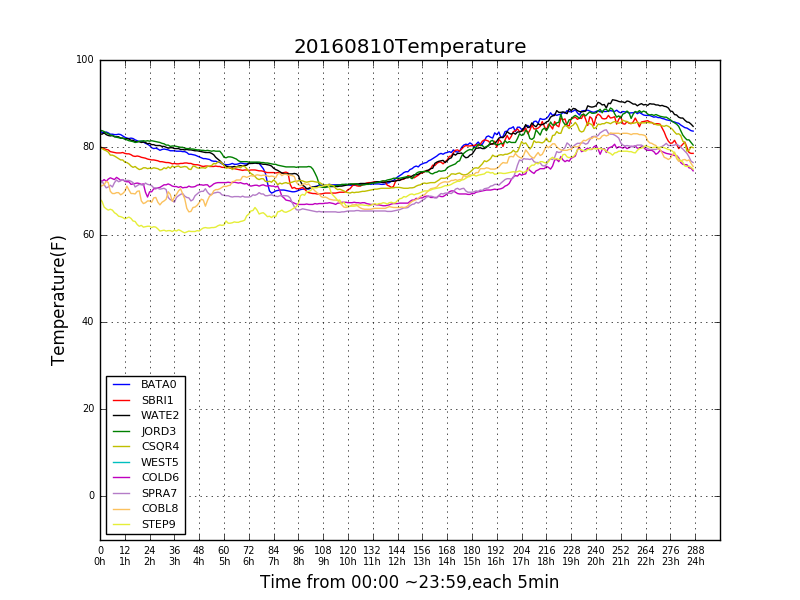 20160810Temperature
100
80
60
40
20
0
Temperature(F)
BATA0
SBRI1
WATE2
JORD3
CSQR4
WEST5
COLD6
SPRA7
COBL8
STEP9
0 12 24 36 48 60 72 84 96 108 120 132 144 156 168 180 192 204 216 228 240 252 264 276 288
0h 1h 2h 3h 4h 5h 6h 7h 8h 9h 10h 11h 12h 13h 14h 15h 16h 17h 18h 19h 20h 21h 22h 23h 24h
Time from 00:00 ~23:59,each 5min